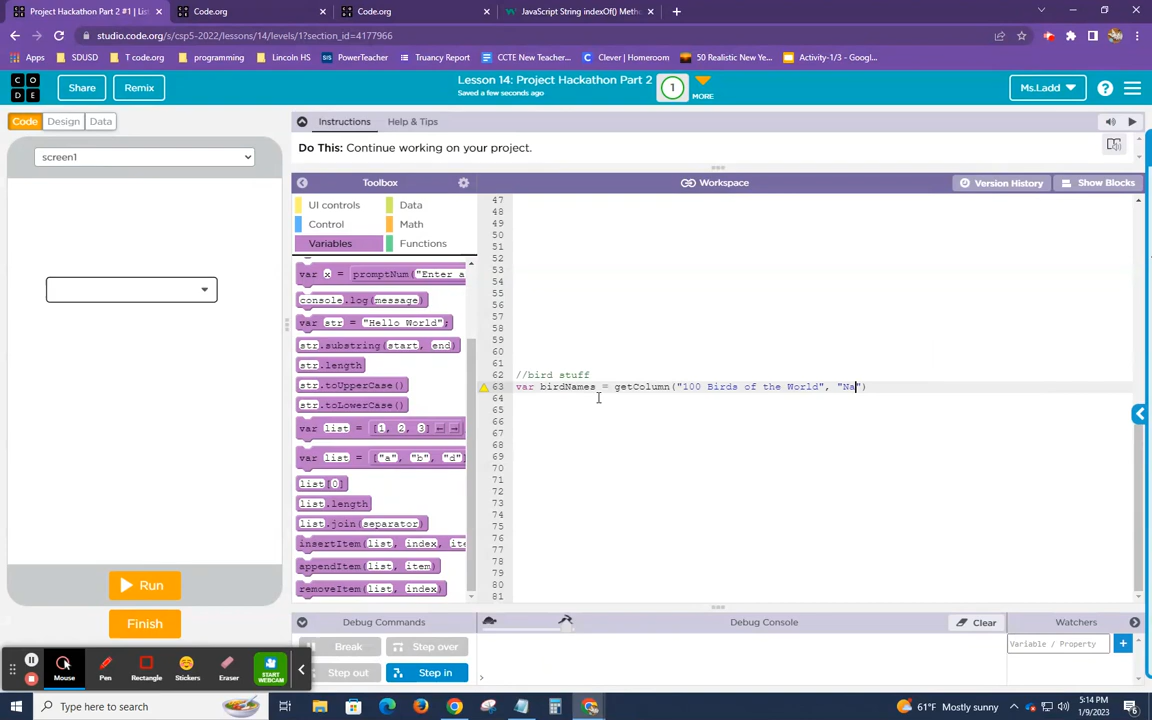 Project Hackathon Part 2 #1 | Les
Code.org
Code.org
JavaScript String indexOf() Meth
studio.code.org/s/csp5-2022/lessons/14/levels/1?section_id=4177966
Apps
SDUSD
T code.org
programming
Lincoln HS
PowerTeacher
Truancy Report
CCTE New Teacher...
Clever | Homeroom
50 Realistic New Ye...
Activity-1/3 - Googl...
C O
D E
Share
Remix
Lesson 14: Project Hackathon Part 2
Saved a few seconds ago
1
MORE
Ms.Ladd
Code
Design
Data
Instructions
Help & Tips
screen1
Do This: Continue working on your project.
Toolbox
Workspace
Version History
Show Blocks
UI controls
Data
Control
Math
Variables
Functions
var x = promptNum("Enter a
console.log(message)
var str = "Hello World";
str.substring(start, end)
str.length
str.toUpperCase()
str.toLowerCase()
var list = [1, 2, 3]
var list = ["a", "b", "d"
list[0]
list.length
list.join(separator)
insertItem(list, index, ite
appendItem(list, item)
removeItem(list, index)
47
48
49
50
51
52
53
54
55
56
57
58
59
60
61
62 //bird stuff
63 var birdNames = getColumn("100 Birds of the World", "Na")
64
65
66
67
68
69
70
71
72
73
74
75
76
77
78
79
80
81
Run
Finish
Debug Commands
Debug Console
Clear
Watchers
Break
Step over
Step out
Step in
Variable / Property
Mouse
Pen
Rectangle
Stickers
Eraser
START
WEBCAM
Type here to search
61°F Mostly sunny
5:14 PM
1/9/2023